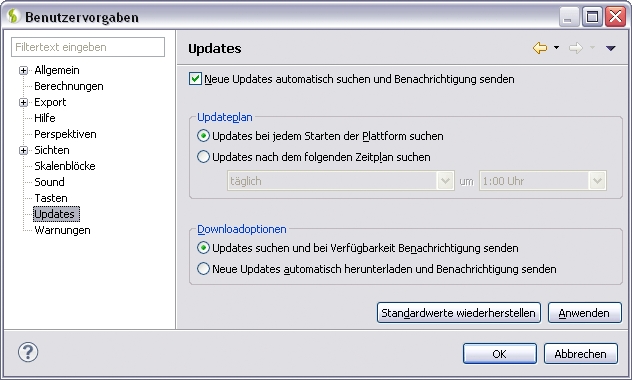 Benutzervorgaben
Filtertext eingeben
Allgemein
Berechnungen
Export
Hilfe
Perspektiven
Sichten
Skalenblöcke
Sound
Tasten
Updates
Warnungen
Updates
Neue Updates automatisch suchen und Benachrichtigung senden
Updateplan
Updates bei jedem Starten der Plattform suchen
Updates nach dem folgenden Zeitplan suchen
täglich um 1:00 Uhr
Downloadoptionen
Updates suchen und bei Verfügbarkeit Benachrichtigung senden
Neue Updates automatisch herunterladen und Benachrichtigung senden
Standardwerte wiederherstellen Anwenden
? OK Abbrechen